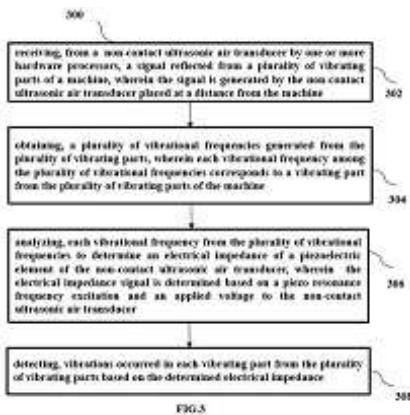 300
receiving, from a non-contact ultrasonic air transducer by one or more
hardware processors, a signal reflected from a plurality of vibrating
parts of a machine, wherein the signal is generated by the non contact
ultrasonic air transducer placed at a distance from the machine
302
obtaining, a plurality of vibrational frequencies generated from the
plurality of vibrating parts, wherein each vibrational frequency among
the plurality of vibrational frequencies corresponds to a vibrating part
from the plurality of vibrating parts of the machine
304
analyzing, each vibrational frequency from the plurality of vibrational
frequencies to determine an electrical impedance of a piezoelectric
element of the non-contact ultrasonic air transducer, wherein the
electrical impedance signal is determined based on a piezo resonance
frequency excitation and an applied voltage to the non-contact
ultrasonic air transducer
306
detecting, vibrations occurred in each vibrating part from the plurality
of vibrating parts based on the determined electrical impedance
308
FIG.3